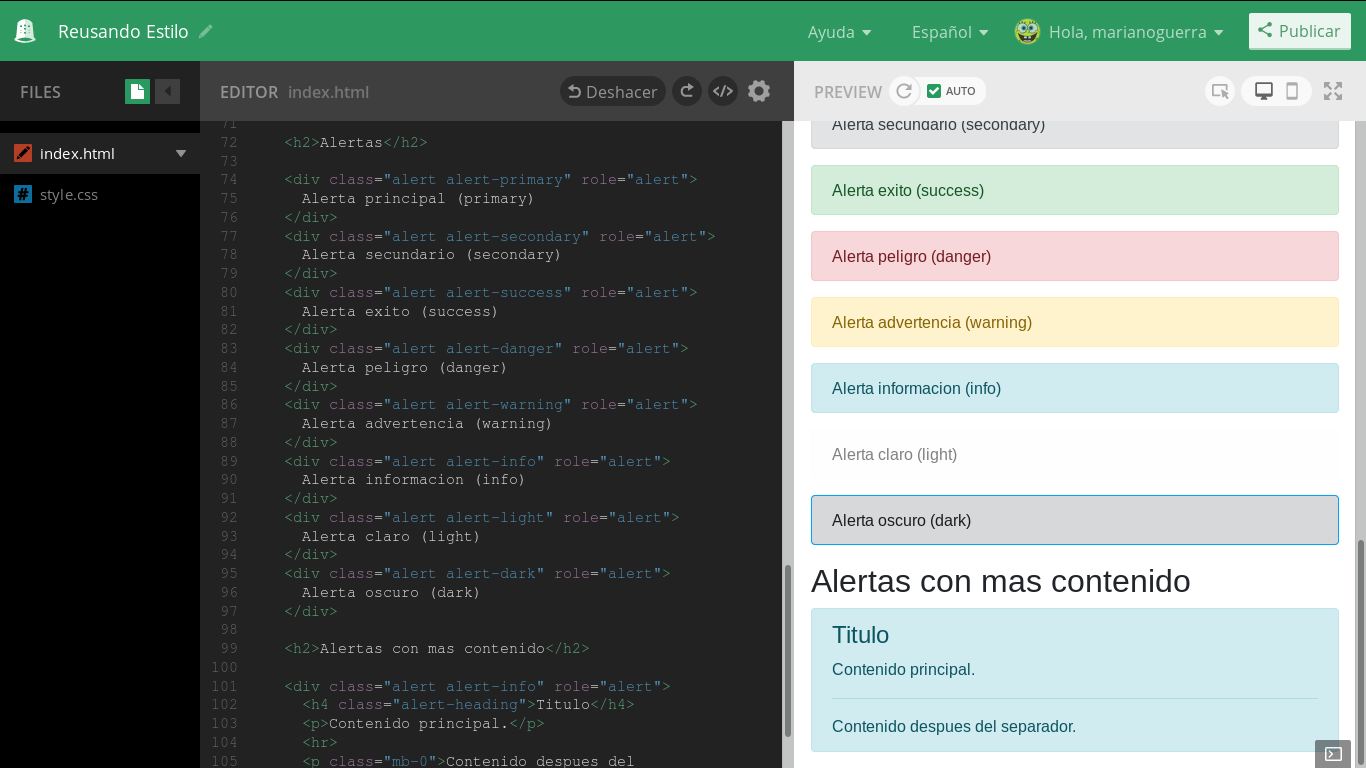 Reusando Estilo
Ayuda
Español
Hola, marianoguerra
Publicar
FILES
index.html
style.css
EDITOR index.html
Deshacer
71
72 <h2>Alertas</h2>
73
74 <div class="alert alert-primary" role="alert">
75 Alerta principal (primary)
76 </div>
77 <div class="alert alert-secondary" role="alert">
78 Alerta secundario (secondary)
79 </div>
80 <div class="alert alert-success" role="alert">
81 Alerta exito (success)
82 </div>
83 <div class="alert alert-danger" role="alert">
84 Alerta peligro (danger)
85 </div>
86 <div class="alert alert-warning" role="alert">
87 Alerta advertencia (warning)
88 </div>
89 <div class="alert alert-info" role="alert">
90 Alerta informacion (info)
91 </div>
92 <div class="alert alert-light" role="alert">
93 Alerta claro (light)
94 </div>
95 <div class="alert alert-dark" role="alert">
96 Alerta oscuro (dark)
97 </div>
98
99 <h2>Alertas con mas contenido</h2>
100
101 <div class="alert alert-info" role="alert">
102 <h4 class="alert-heading">Titulo</h4>
103 <p>Contenido principal.</p>
104 <hr>
105 <p class="mb-0">Contenido despues del
PREVIEW
AUTO
Alerta secundario (secondary)
Alerta exito (success)
Alerta peligro (danger)
Alerta advertencia (warning)
Alerta informacion (info)
Alerta claro (light)
Alerta oscuro (dark)
Alertas con mas contenido
Titulo
Contenido principal.
Contenido despues del separador.